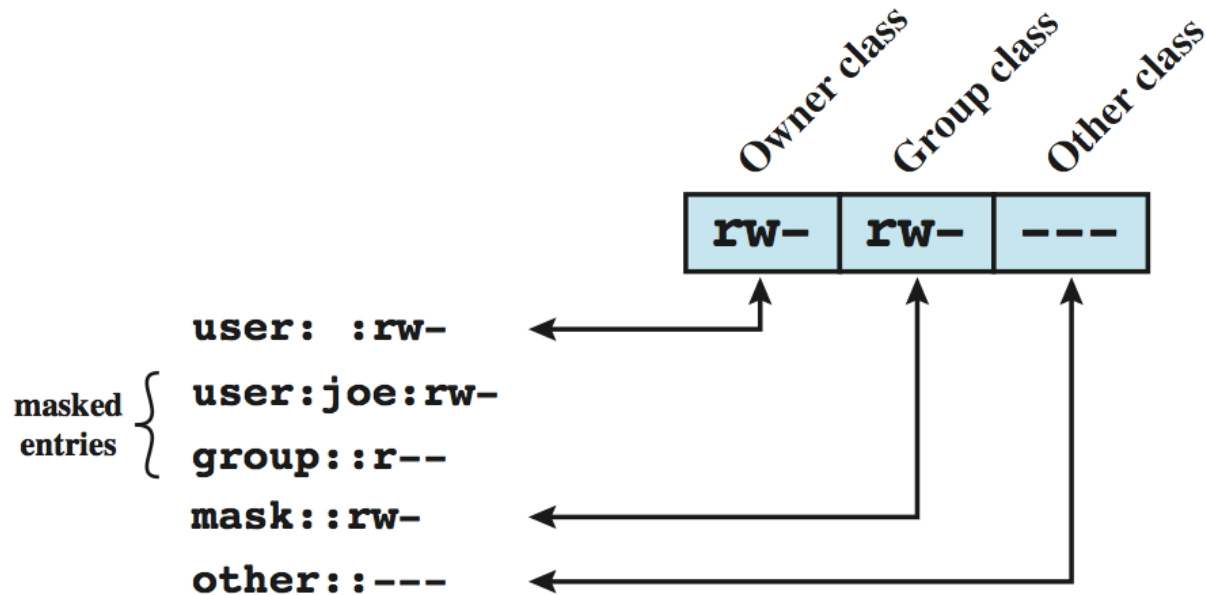 Owner class
Group class
Other class
rw- rw- ---
user: :rw-
masked
entries
user:joe:rw-
group::r--
mask::rw-
other::---